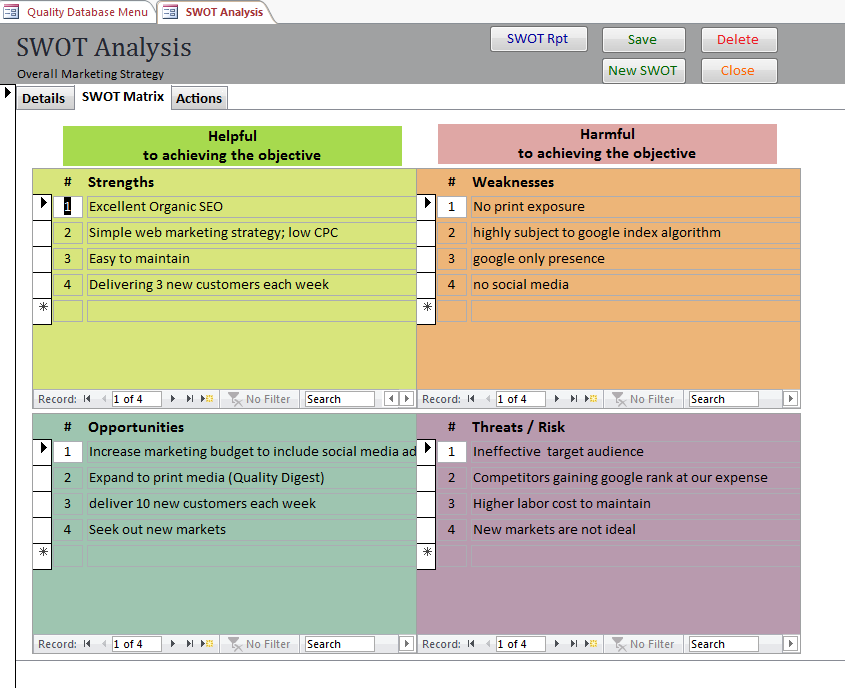 Quality Database Menu
SWOT Analysis
SWOT Analysis
Overall Marketing Strategy
SWOT Rpt
Save
Delete
New SWOT
Close
Details
SWOT Matrix
Actions
Helpful
to achieving the objective
Harmful
to achieving the objective
# Strengths
1 Excellent Organic SEO
2 Simple web marketing strategy; low CPC
3 Easy to maintain
4 Delivering 3 new customers each week
Record: 1 of 4 No Filter Search
# Weaknesses
1 No print exposure
2 highly subject to google index algorithm
3 google only presence
4 no social media
Record: 1 of 4 No Filter Search
# Opportunities
1 Increase marketing budget to include social media ad
2 Expand to print media (Quality Digest)
3 deliver 10 new customers each week
4 Seek out new markets
Record: 1 of 4 No Filter Search
# Threats / Risk
1 Ineffective target audience
2 Competitors gaining google rank at our expense
3 Higher labor cost to maintain
4 New markets are not ideal
Record: 1 of 4 No Filter Search